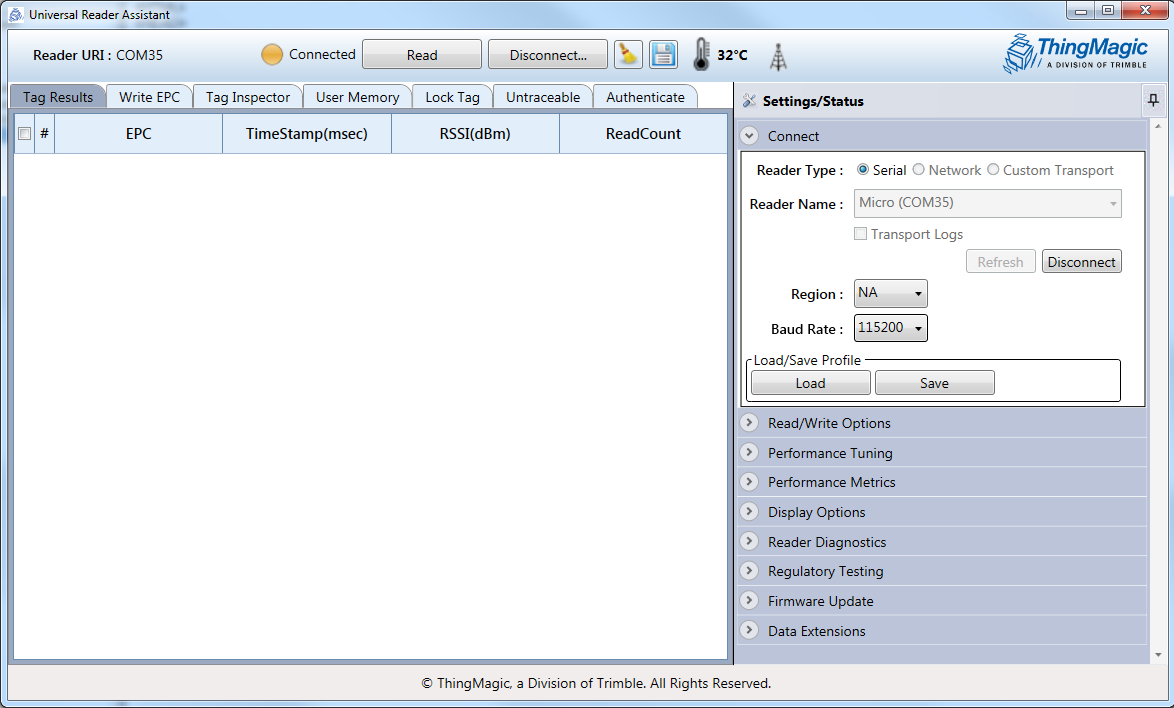 Universal Reader Assistant
Reader URI : COM35 Connected Read Disconnect... 32°C
ThingMagic
A DIVISION OF TRIMBLE
Tag Results Write EPC Tag Inspector User Memory Lock Tag Untraceable Authenticate
# EPC TimeStamp(msec) RSSI(dBm) ReadCount
Settings/Status
Connect
Reader Type : Serial Network Custom Transport
Reader Name : Micro (COM35)
Transport Logs
Refresh Disconnect
Region : NA
Baud Rate : 115200
Load/Save Profile
Load Save
Read/Write Options
Performance Tuning
Performance Metrics
Display Options
Reader Diagnostics
Regulatory Testing
Firmware Update
Data Extensions
© ThingMagic, a Division of Trimble. All Rights Reserved.